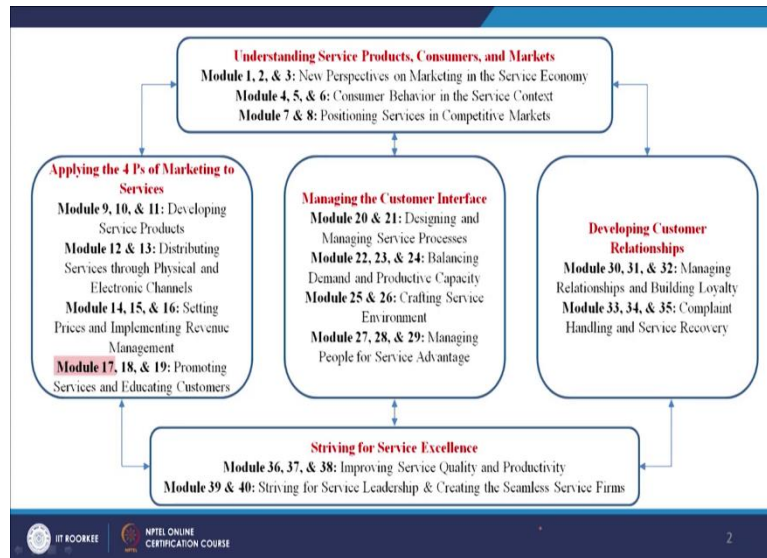 Understanding Service Products, Consumers, and Markets
Module 1, 2, & 3: New Perspectives on Marketing in the Service Economy
Module 4, 5, & 6: Consumer Behavior in the Service Context
Module 7 & 8: Positioning Services in Competitive Markets
Applying the 4 Ps of Marketing to
Services
Module 9, 10, & 11: Developing
Service Products
Module 12 & 13: Distributing
Services through Physical and
Electronic Channels
Module 14, 15, & 16: Setting
Prices and Implementing Revenue
Management
Module 17, 18, & 19: Promoting
Services and Educating Customers
Managing the Customer Interface
Module 20 & 21: Designing and
Managing Service Processes
Module 22, 23, & 24: Balancing
Demand and Productive Capacity
Module 25 & 26: Crafting Service
Environment
Module 27, 28, & 29: Managing
People for Service Advantage
Developing Customer
Relationships
Module 30, 31, & 32: Managing
Relationships and Building Loyalty
Module 33, 34, & 35: Complaint
Handling and Service Recovery
Striving for Service Excellence
Module 36, 37, & 38: Improving Service Quality and Productivity
Module 39 & 40: Striving for Service Leadership & Creating the Seamless Service Firms
IIT ROORKEE
NPTEL ONLINE
CERTIFICATION COURSE
2